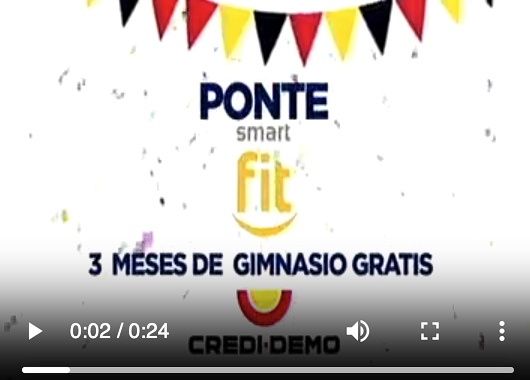 PONTE
smart
fit
3 MESES DE GIMNASIO GRATIS
0:02 / 0:24
CREDI·DEMO